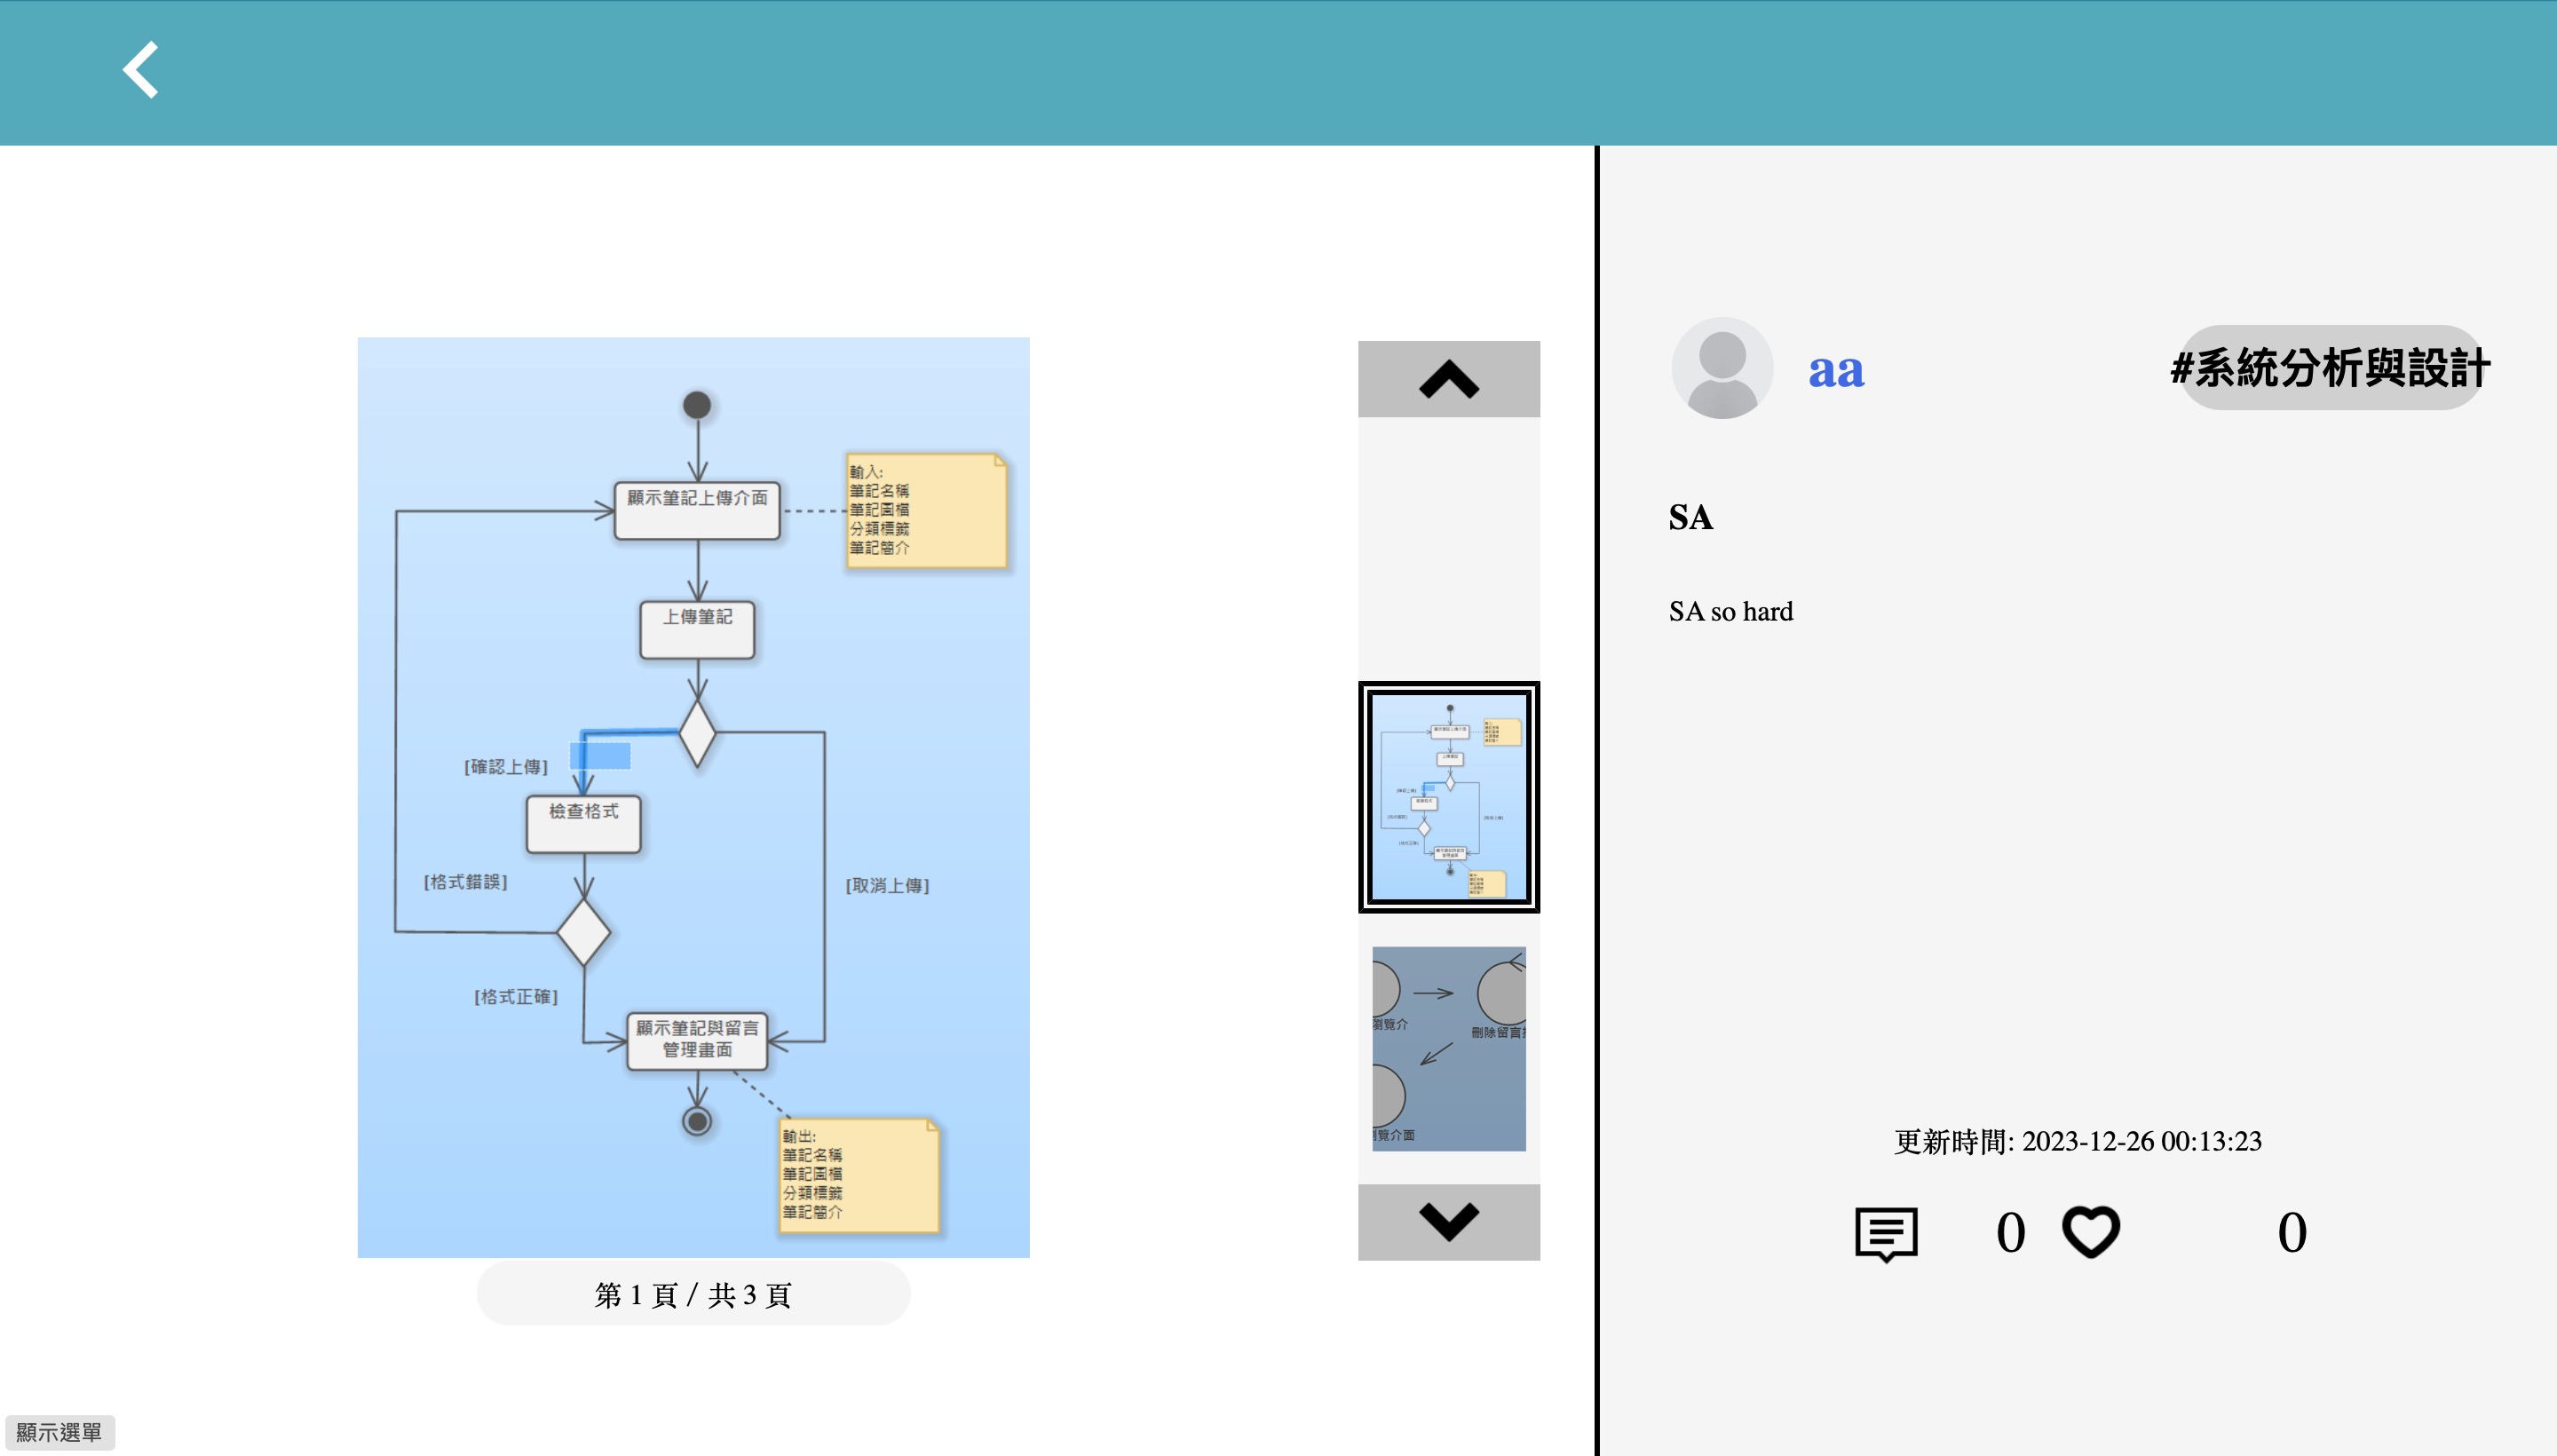 顯示筆記上傳介面
輸入:
筆記名稱
筆記圖檔
分類標籤
筆記簡介
上傳筆記
[確認上傳]
檢查格式
[格式錯誤]
[取消上傳]
[格式正確]
顯示筆記與留言
管理畫面
輸出:
筆記名稱
筆記圖檔
分類標籤
筆記簡介
第 1 頁 / 共 3 頁
瀏覽介
刪除留言
覽介面
aa
#系統分析與設計
SA
SA so hard
更新時間: 2023-12-26 00:13:23
0
0
顯示選單